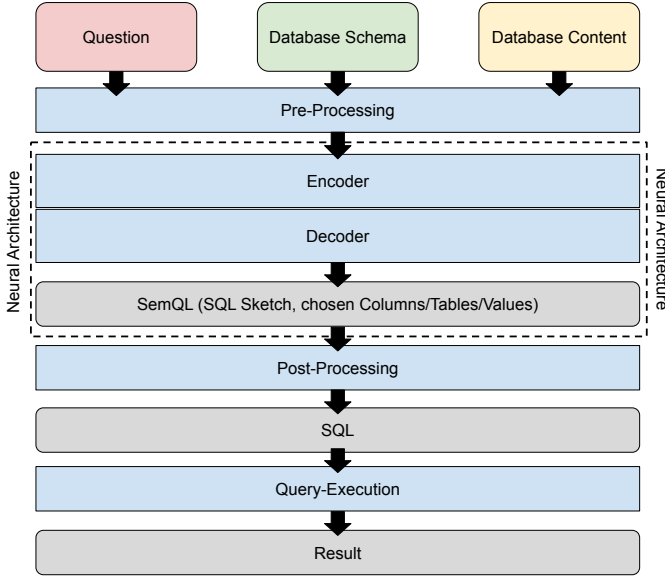 Question
Database Schema
Database Content
Pre-Processing
Neural Architecture
Neural Architecture
Encoder
Decoder
SemQL (SQL Sketch, chosen Columns/Tables/Values)
Post-Processing
SQL
Query-Execution
Result